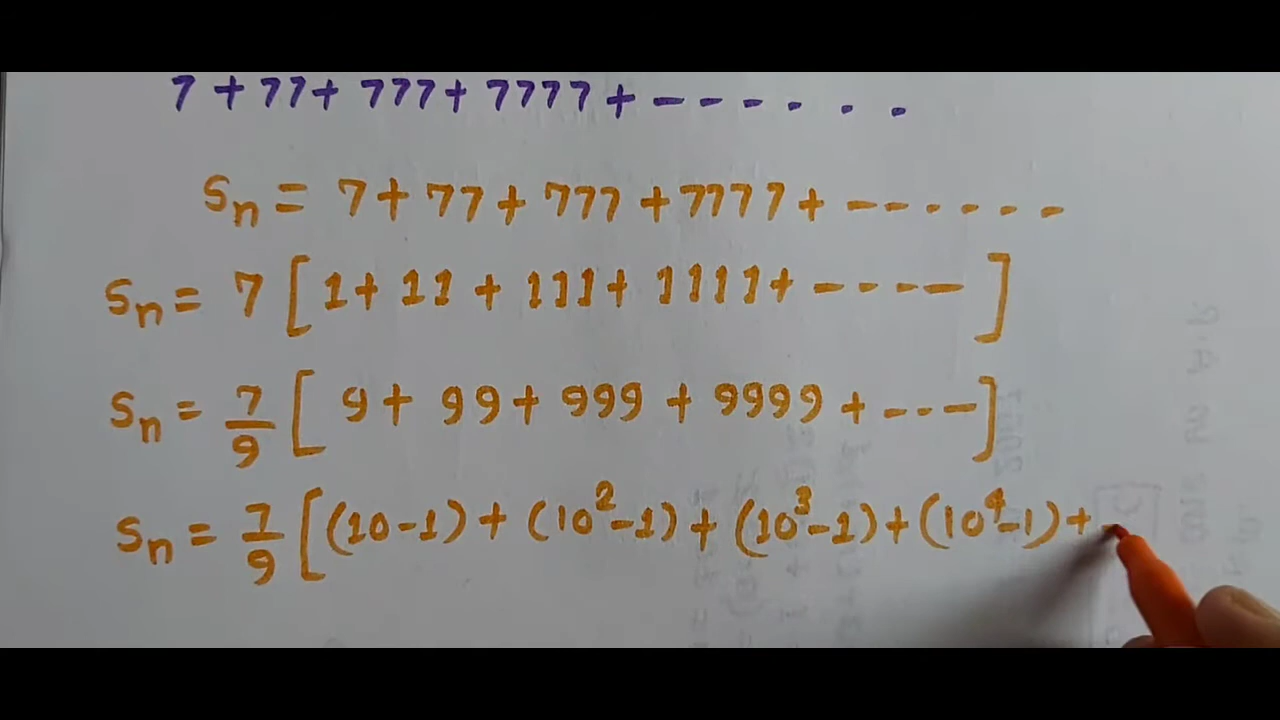 7 + 77 + 777 + 7777 + - - - - - -
Sn = 7 + 77 + 777 + 7777 + - - - - - -
Sn = 7 [ 1 + 11 + 111 + 1111 + - - - - ]
Sn = 7/9 [ 9 + 99 + 999 + 9999 + - - - ]
Sn = 7/9 [ (10-1) + (10²-1) + (10³-1) + (10⁴-1) + -